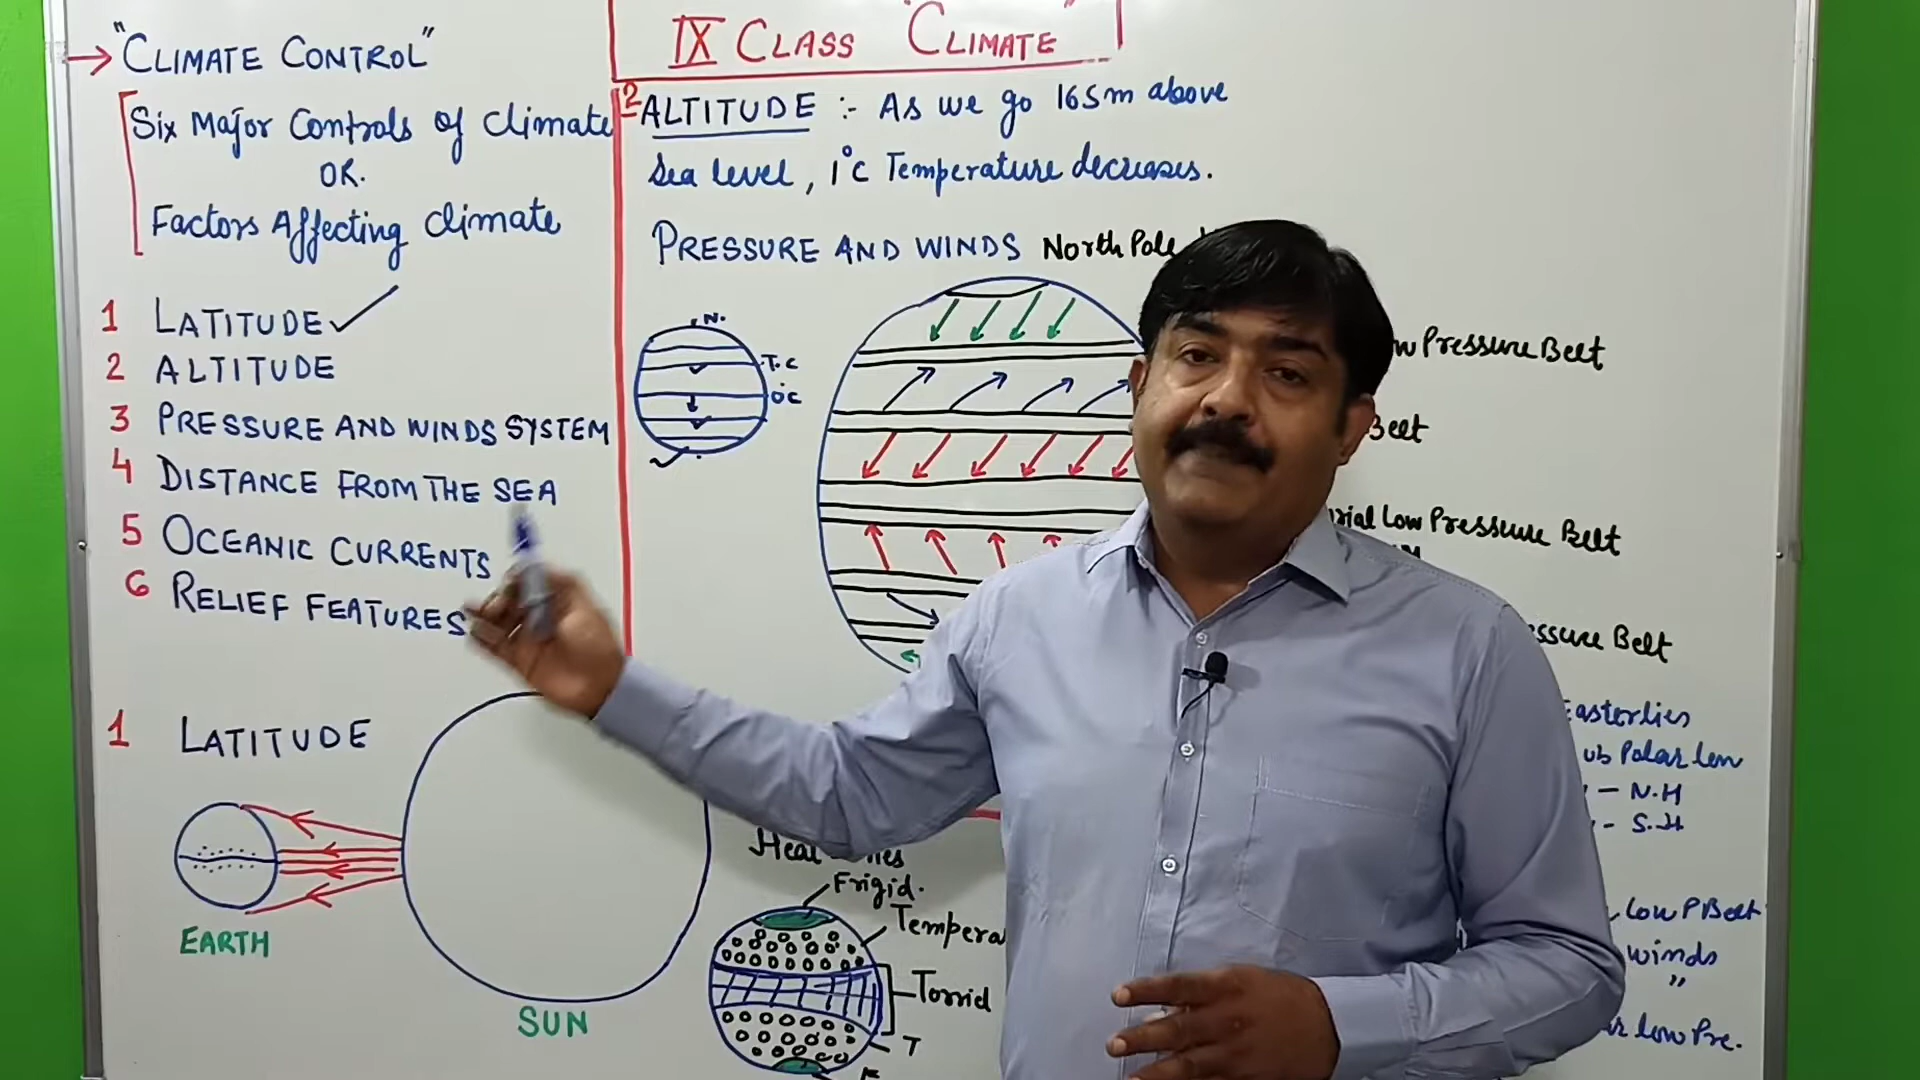 "CLIMATE CONTROL"
Six Major Controls of climate
OR.
Factors Affecting climate
1 LATITUDE
2 ALTITUDE
3 PRESSURE AND WINDS SYSTEM
4 DISTANCE FROM THE SEA
5 OCEANIC CURRENTS
6 RELIEF FEATURES
1 LATITUDE
EARTH
SUN
IX CLASS "CLIMATE"
2 ALTITUDE :- As we go 165m above
Sea level, 1°C Temperature decreases.
PRESSURE AND WINDS North Pole
N.
T.C
Pressure Belt
Belt
Low Pressure Belt
Belt
Easterlies
Polar
- N.H
- S.H
Low P Belt
winds
"
low Pre.
Frigid.
Torrid
T